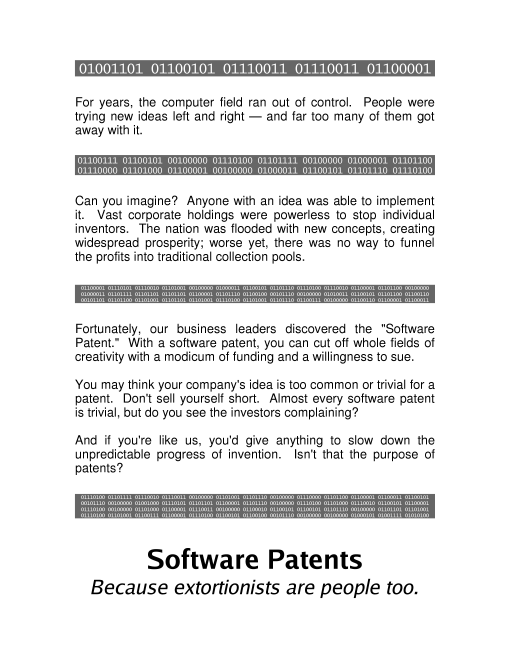 01001101 01100101 01110011 01110011 01100001
For years, the computer field ran out of control. People were
trying new ideas left and right — and far too many of them got
away with it.
01100111 01100101 00100000 01110100 01101111 00100000 01000001 01101100
01110000 01101000 01100001 00100000 01000011 01100101 01101110 01110100
Can you imagine? Anyone with an idea was able to implement
it. Vast corporate holdings were powerless to stop individual
inventors. The nation was flooded with new concepts, creating
widespread prosperity; worse yet, there was no way to funnel
the profits into traditional collection pools.
Fortunately, our business leaders discovered the "Software
Patent." With a software patent, you can cut off whole fields of
creativity with a modicum of funding and a willingness to sue.
You may think your company's idea is too common or trivial for a
patent. Don't sell yourself short. Almost every software patent
is trivial, but do you see the investors complaining?
And if you're like us, you'd give anything to slow down the
unpredictable progress of invention. Isn't that the purpose of
patents?
Software Patents
Because extortionists are people too.